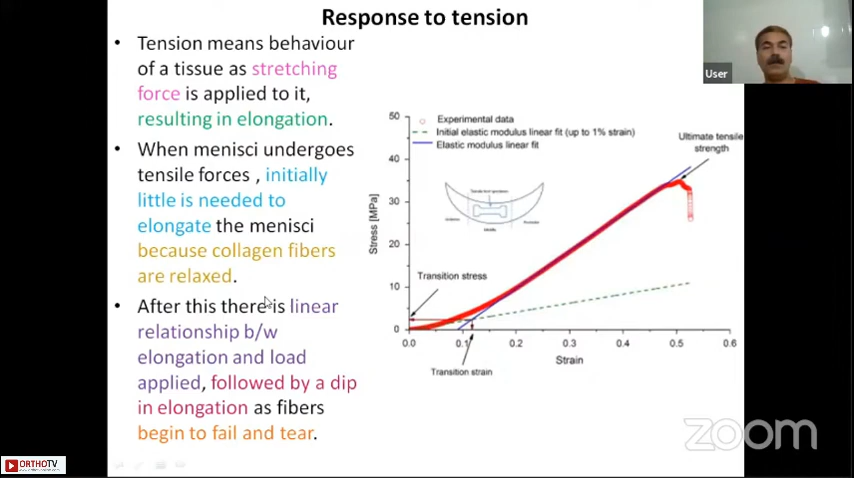 Response to tension
• Tension means behaviour
of a tissue as stretching
force is applied to it,
resulting in elongation.
• When menisci undergoes
tensile forces , initially
little is needed to
elongate the menisci
because collagen fibers
are relaxed.
• After this there is linear
relationship b/w
elongation and load
applied, followed by a dip
in elongation as fibers
begin to fail and tear.
50
40
30
20
10
0
Stress [MPa]
Experimental data
Initial elastic modulus linear fit (up to 1% strain)
Elastic modulus linear fit
Ultimate tensile
strength
Transition stress
0.0 0.1 0.2 0.3 0.4 0.5 0.6
Strain
Transition strain
User
zoom
ORTHOTV